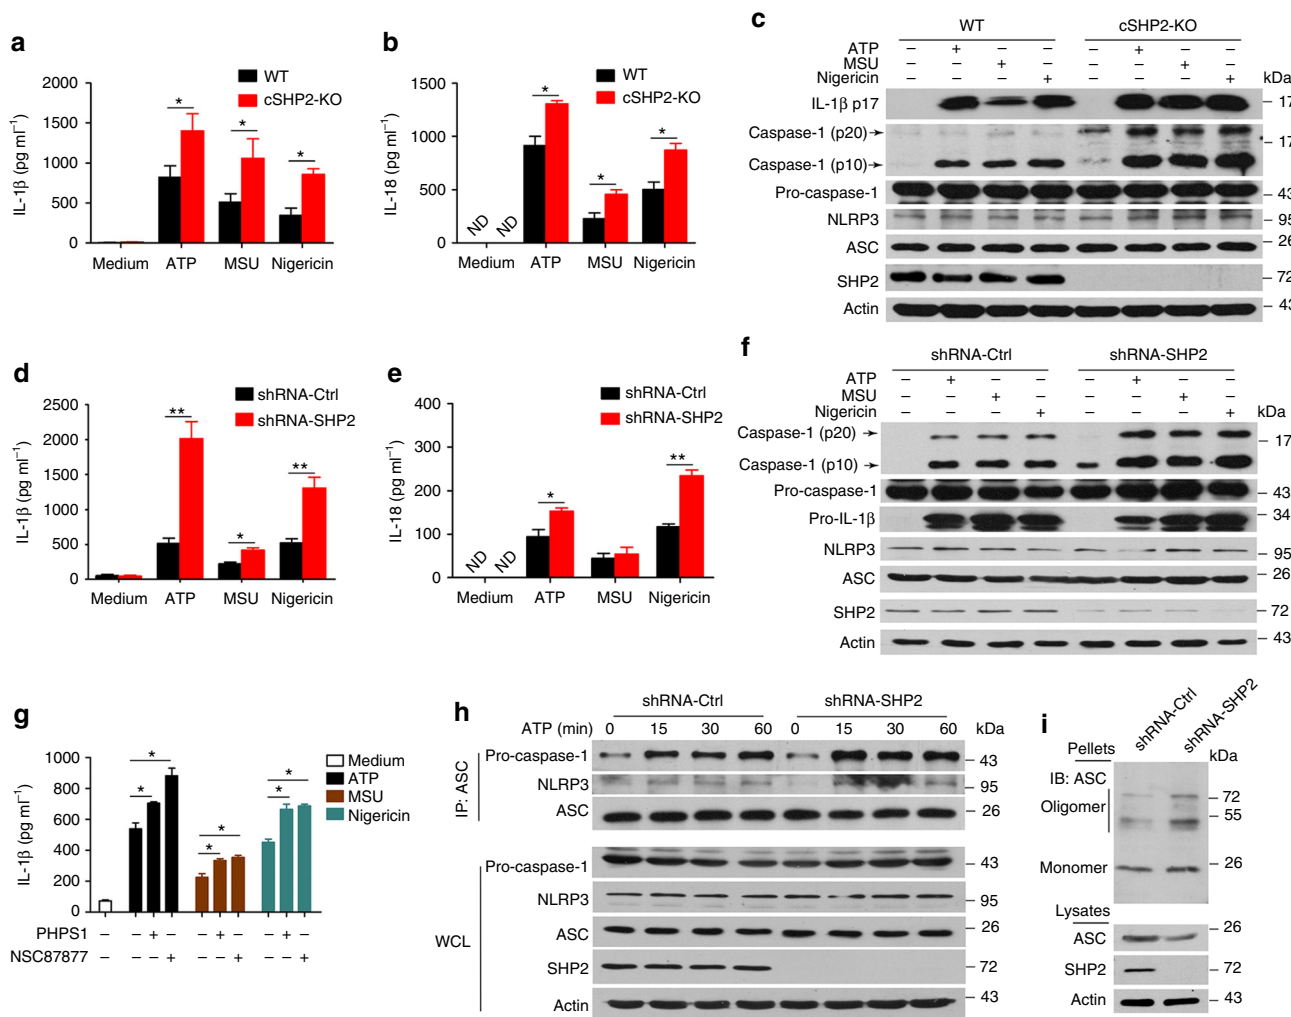 a
2000
1500
1000
500
0
IL-1β (pg ml⁻¹)
WT
cSHP2-KO
* * *
Medium ATP MSU Nigericin
b
1500
1000
500
0
IL-18 (pg ml⁻¹)
WT
cSHP2-KO
ND ND * * *
Medium ATP MSU Nigericin
c
WT cSHP2-KO
ATP – + – – – + – –
MSU – – + – – – + –
Nigericin – – – + – – – + kDa
IL-1β p17 – 17
Caspase-1 (p20)
17
Caspase-1 (p10)
Pro-caspase-1 – 43
NLRP3 – 95
ASC – 26
SHP2 – 72
Actin – 43
d
2500
2000
1500
1000
500
0
IL-1β (pg ml⁻¹)
shRNA-Ctrl
shRNA-SHP2
** * **
Medium ATP MSU Nigericin
e
400
300
200
100
0
IL-18 (pg ml⁻¹)
shRNA-Ctrl
shRNA-SHP2
ND ND * **
Medium ATP MSU Nigericin
f
shRNA-Ctrl shRNA-SHP2
ATP – + – – – + – –
MSU – – + – – – + –
Nigericin – – – + – – – + kDa
Caspase-1 (p20) – 17
Caspase-1 (p10)
Pro-caspase-1 – 43
Pro-IL-1β – 34
NLRP3 – 95
ASC – 26
SHP2 – 72
Actin – 43
g
1000
800
600
400
200
0
IL-1β (pg ml⁻¹)
Medium
ATP
MSU
Nigericin
* * * * * *
PHPS1 – – + – – + – – + –
NSC87877 – – – + – – + – – +
h
shRNA-Ctrl shRNA-SHP2
ATP (min) 0 15 30 60 0 15 30 60 kDa
IP: ASC
Pro-caspase-1 – 43
NLRP3 – 95
ASC – 26
WCL
Pro-caspase-1 – 43
NLRP3 – 95
ASC – 26
SHP2 – 72
Actin – 43
i
shRNA-Ctrl shRNA-SHP2
Pellets kDa
IB: ASC
Oligomer
– 72
– 55
Monomer – 26
Lysates
ASC – 26
SHP2 – 72
Actin – 43